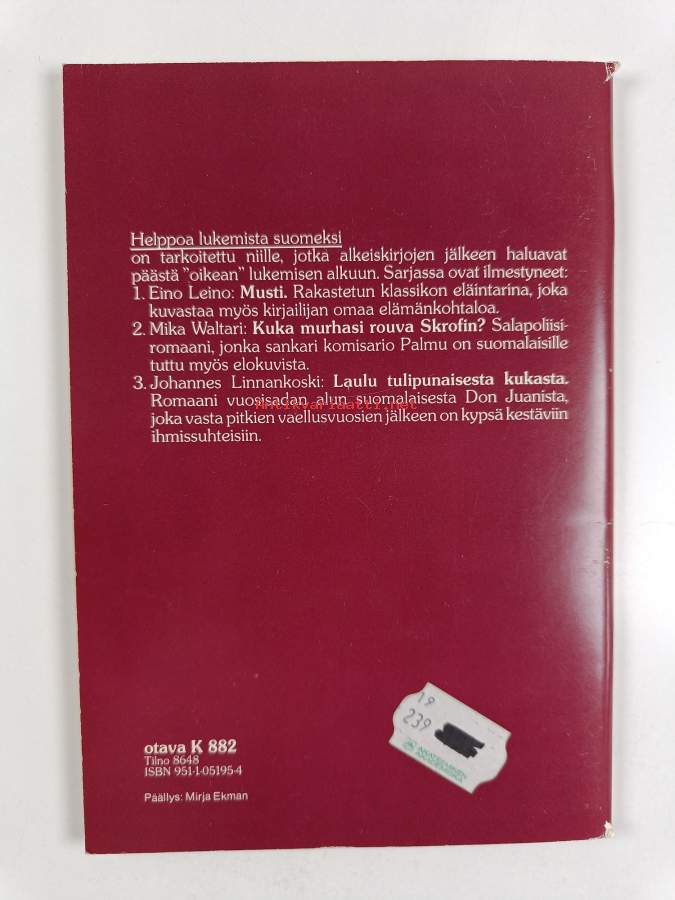 Helppoa lukemista suomeksi
on tarkoitettu niille, jotka alkeiskirjojen jälkeen haluavat
päästä "oikean" lukemisen alkuun. Sarjassa ovat ilmestyneet:
1. Eino Leino: Musti. Rakastetun klassikon eläintarina, joka
kuvastaa myös kirjailijan omaa elämänkohtaloa.
2. Mika Waltari: Kuka murhasi rouva Skrofin? Salapoliisi-
romaani, jonka sankari komisario Palmu on suomalaisille
tuttu myös elokuvista.
3. Johannes Linnankoski: Laulu tulipunaisesta kukasta.
Romaani vuosisadan alun suomalaisesta Don Juanista,
Antikvariaatti.net
joka vasta pitkien vaellusvuosien jälkeen on kypsä kestäviin
ihmissuhteisiin.
19
239
AKATEEMINEN
otava K 882
Tilno 8648
ISBN 951-1-05195-4
Päällys: Mirja Ekman